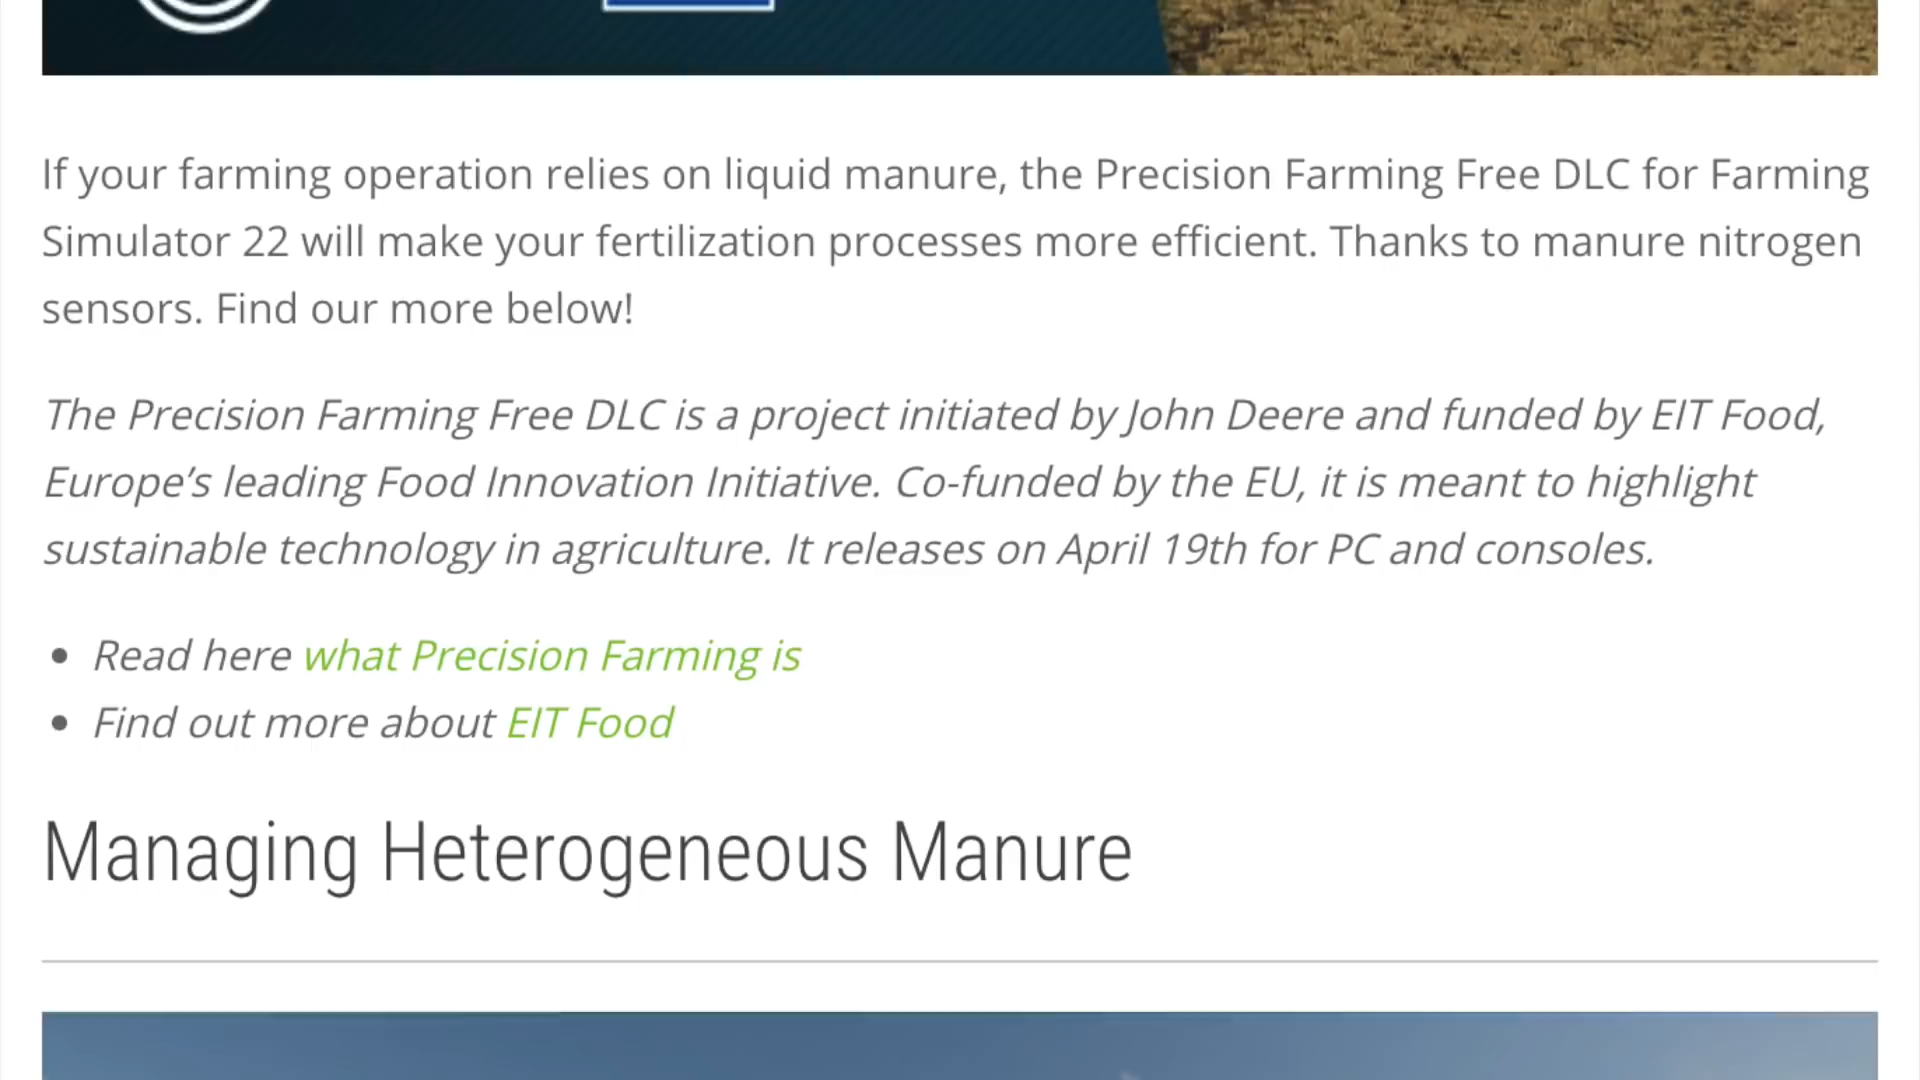 If your farming operation relies on liquid manure, the Precision Farming Free DLC for Farming
Simulator 22 will make your fertilization processes more efficient. Thanks to manure nitrogen
sensors. Find our more below!
The Precision Farming Free DLC is a project initiated by John Deere and funded by EIT Food,
Europe’s leading Food Innovation Initiative. Co-funded by the EU, it is meant to highlight
sustainable technology in agriculture. It releases on April 19th for PC and consoles.
• Read here what Precision Farming is
• Find out more about EIT Food
Managing Heterogeneous Manure